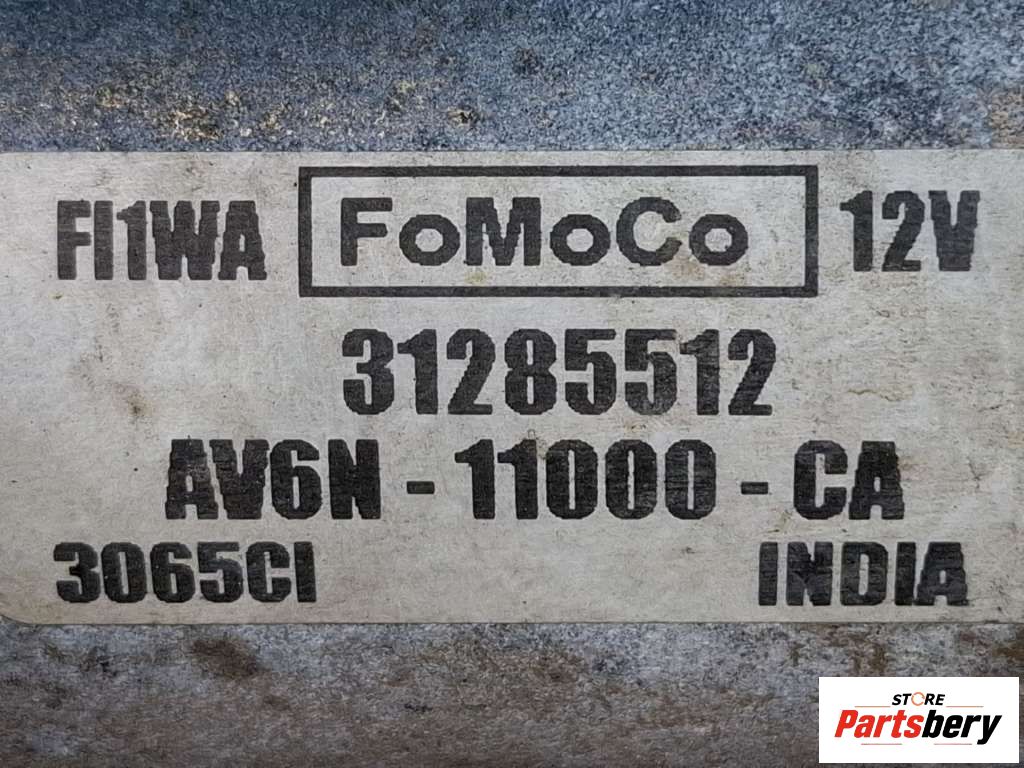 FI1WA FoMoCo 12V
31285512
AV6N - 11000 - CA
3065CI INDIA
STORE
Partsbery